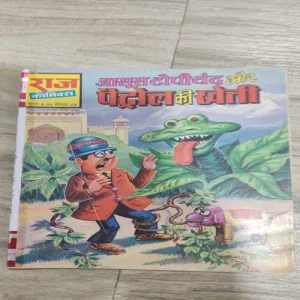 राज
कॉमिक्स
जासूस टोपीचंद और
पेट्रोल की खेती